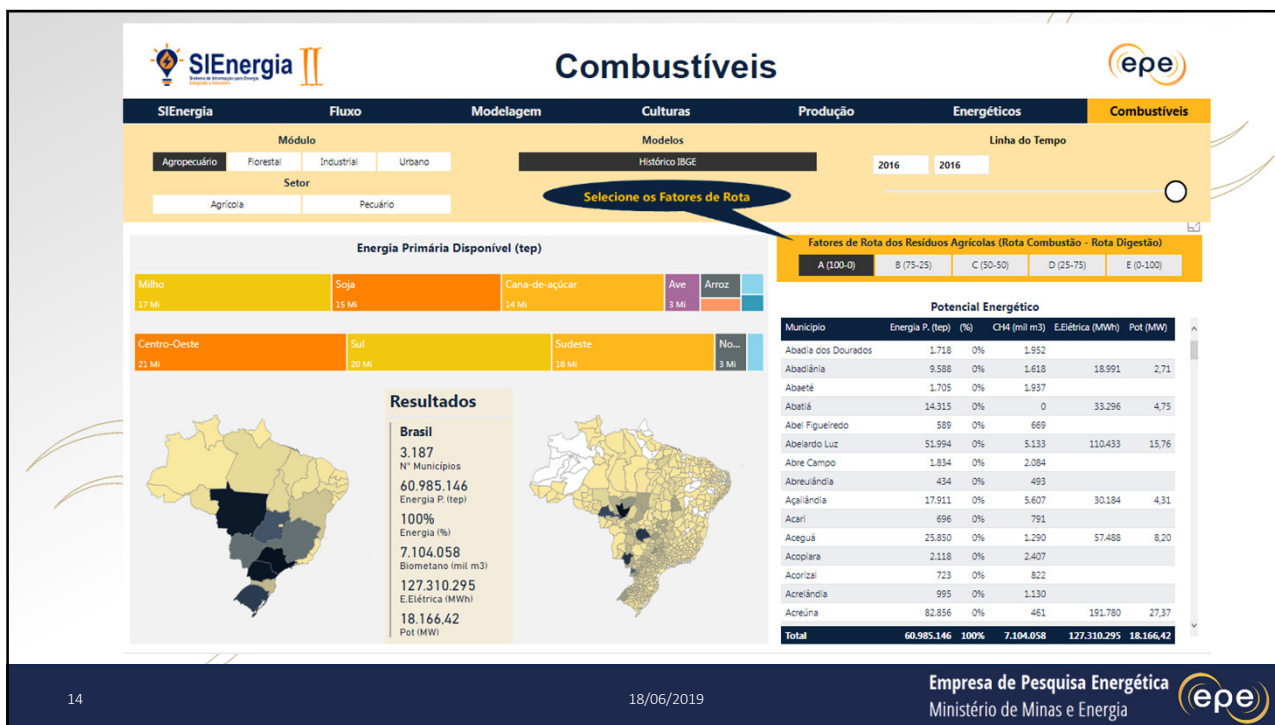 SIEnergia II
Combustíveis
epe
SIEnergia Fluxo Modelagem Culturas Produção Energéticos Combustíveis
Módulo
Agropecuário Florestal Industrial Urbano
Setor
Agrícola Pecuário
Modelos
Histórico IBGE
Linha do Tempo
2016 2016
Selecione os Fatores de Rota
Energia Primária Disponível (tep)
Milho Soja Cana-de-açúcar Ave Arroz
17 Mi 15 Mi 14 Mi 3 Mi
Centro-Oeste Sul Sudeste No...
21 Mi 20 Mi 16 Mi 3 Mi
Resultados
Brasil
3.187
N° Municípios
60.985.146
Energia P. (tep)
100%
Energia (%)
7.104.058
Biometano (mil m3)
127.310.295
E.Elétrica (MWh)
18.166,42
Pot (MW)
Fatores de Rota dos Resíduos Agrícolas (Rota Combustão - Rota Digestão)
A (100-0) B (75-25) C (50-50) D (25-75) E (0-100)
Potencial Energético
Municipio Energia P. (tep) (%) CH4 (mil m3) E.Elétrica (MWh) Pot (MW)
Abadia dos Dourados 1.718 0% 1.952
Abadiânia 9.588 0% 1.618 18.991 2,71
Abaeté 1.705 0% 1.937
Abatiá 14.315 0% 0 33.296 4,75
Abel Figueiredo 589 0% 669
Abelardo Luz 51.994 0% 5.133 110.433 15,76
Abre Campo 1.834 0% 2.084
Abreulândia 434 0% 493
Açailândia 17.911 0% 5.607 30.184 4,31
Acari 696 0% 791
Aceguá 25.850 0% 1.290 57.488 8,20
Acopiara 2.118 0% 2.407
Acorizal 723 0% 822
Acrelândia 995 0% 1.130
Acreúna 82.856 0% 461 191.780 27,37
Total 60.985.146 100% 7.104.058 127.310.295 18.166,42
14
18/06/2019
Empresa de Pesquisa Energética
Ministério de Minas e Energia
epe